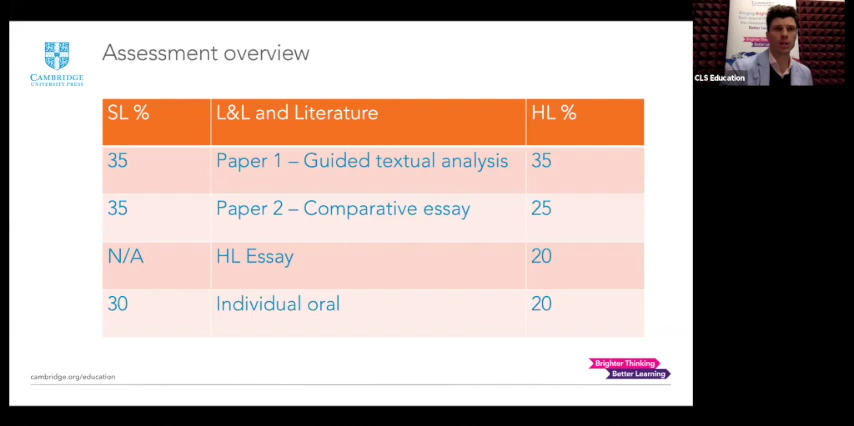 Assessment overview
CAMBRIDGE
UNIVERSITY PRESS
SL % L&L and Literature HL %
35 Paper 1 – Guided textual analysis 35
35 Paper 2 – Comparative essay 25
N/A HL Essay 20
30 Individual oral 20
Brighter Thinking
Better Learning
cambridge.org/education
CLS Education